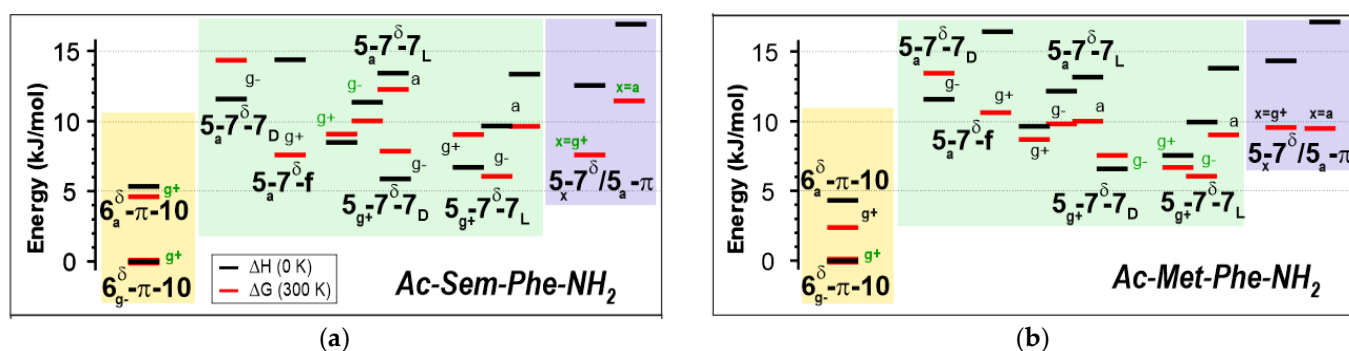 Energy (kJ/mol)
15
10
5
0
6aδ-π-10
g+
6g-δ-π-10
g+
5a-7δ-7D
g-
5a-7δ-f
g+
5a-7δ-7L
g+
g-
a
5g+-7δ-7D
g-
5g+-7δ-7L
g+
g-
a
x=g+
x=a
5x-7δ/5a-π
ΔH (0 K)
ΔG (300 K)
Ac-Sem-Phe-NH2
(a)
Energy (kJ/mol)
15
10
5
0
6aδ-π-10
g+
6g-δ-π-10
g+
5a-7δ-7D
g-
5a-7δ-f
g+
5a-7δ-7L
g+
g-
a
5g+-7δ-7D
g-
5g+-7δ-7L
g+
g-
a
x=g+
x=a
5x-7δ/5a-π
Ac-Met-Phe-NH2
(b)